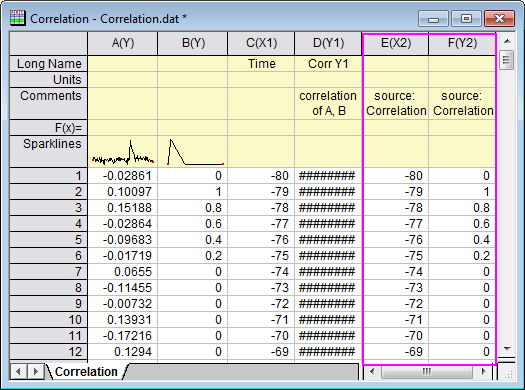 Correlation - Correlation.dat *
A(Y) B(Y) C(X1) D(Y1) E(X2) F(Y2)
Long Name Time Corr Y1
Units
Comments correlation of A, B source: Correlation source: Correlation
F(x)=
Sparklines
1 -0.02861 0 -80 ######## -80 0
2 0.10097 1 -79 ######## -79 1
3 0.15188 0.8 -78 ######## -78 0.8
4 -0.02864 0.6 -77 ######## -77 0.6
5 -0.09683 0.4 -76 ######## -76 0.4
6 -0.01719 0.2 -75 ######## -75 0.2
7 0.0655 0 -74 ######## -74 0
8 -0.11455 0 -73 ######## -73 0
9 -0.00732 0 -72 ######## -72 0
10 0.13931 0 -71 ######## -71 0
11 -0.17216 0 -70 ######## -70 0
12 0.1294 0 -69 ######## -69 0
Correlation